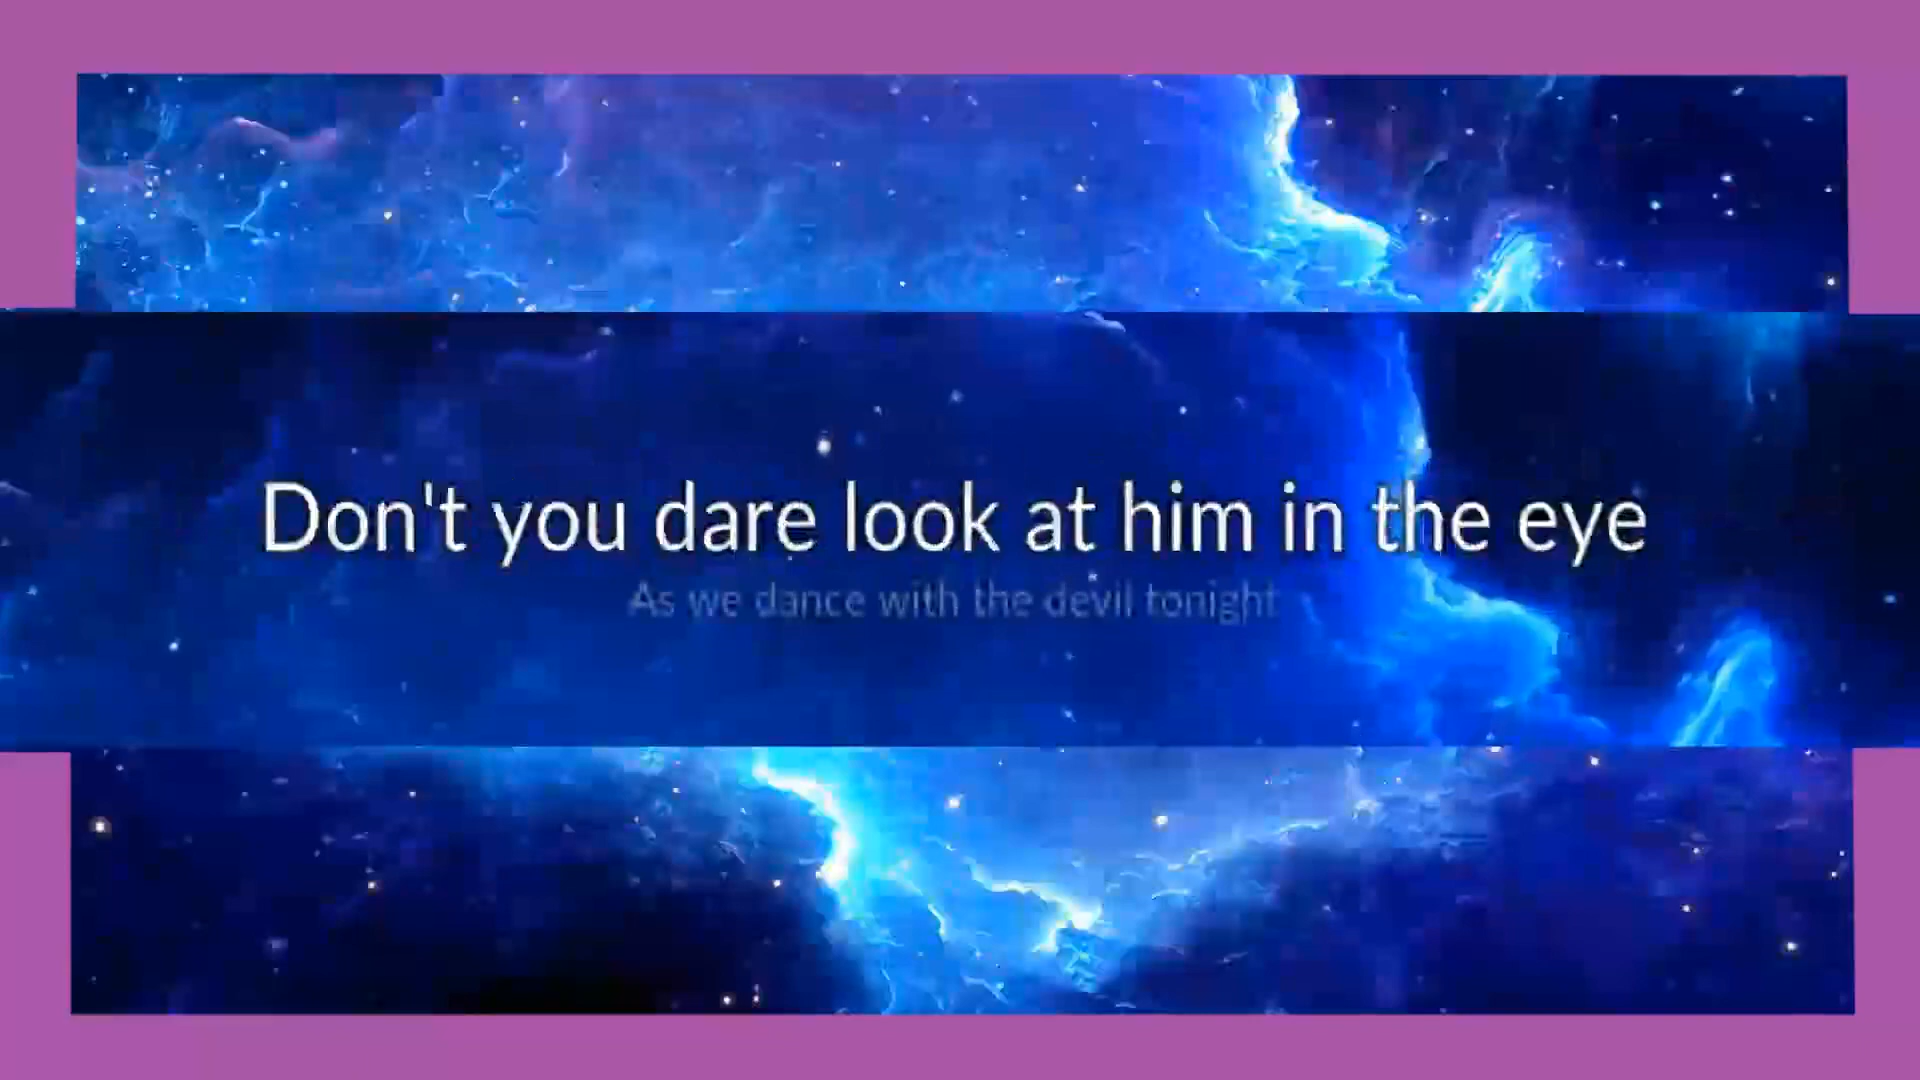 Don't you dare look at him in the eye
As we dance with the devil tonight